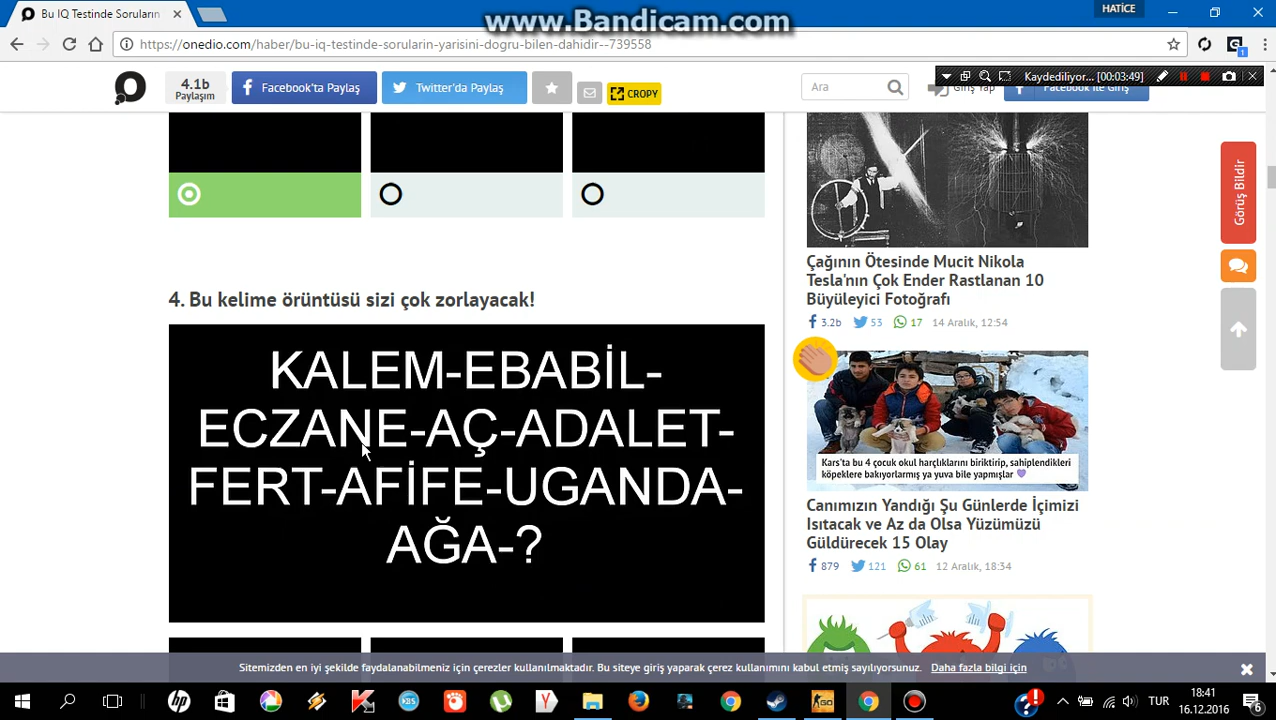 www.Bandicam.com
HATİCE
Bu IQ Testinde Soruların
https://onedio.com/haber/bu-iq-testinde-sorularin-yarisini-dogru-bilen-dahidir--739558
4.1b
Paylaşım
Facebook'ta Paylaş
Twitter'da Paylaş
CROPY
Ara
Kaydediliyor... [00:03:49]
Giriş Yap
Facebook ile Giriş
Görüş Bildir
4. Bu kelime örüntüsü sizi çok zorlayacak!
KALEM-EBABİL-
ECZANE-AÇ-ADALET-
FERT-AFİFE-UGANDA-
AĞA-?
Çağının Ötesinde Mucit Nikola
Tesla'nın Çok Ender Rastlanan 10
Büyüleyici Fotoğrafı
3.2b 53 17 14 Aralık, 12:54
Kars'ta bu 4 çocuk okul harçlıklarını biriktirip, sahiplendikleri
köpeklere bakıyorlarmış ya yuva bile yapmışlar
Canımızın Yandığı Şu Günlerde İçimizi
Isıtacak ve Az da Olsa Yüzümüzü
Güldürecek 15 Olay
879 121 61 12 Aralık, 18:34
Sitemizden en iyi şekilde faydalanabilmeniz için çerezler kullanılmaktadır. Bu siteye giriş yaparak çerez kullanımını kabul etmiş sayılıyorsunuz. Daha fazla bilgi için
TUR
18:41
16.12.2016